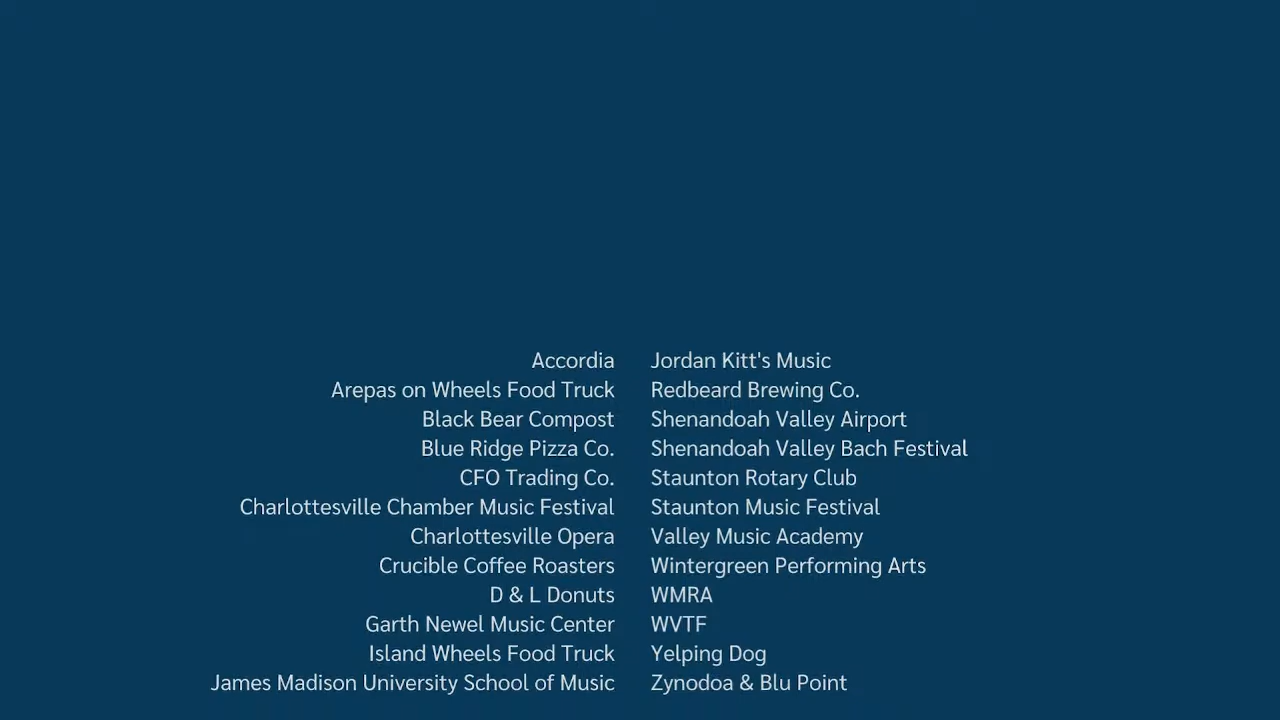 Accordia
Arepas on Wheels Food Truck
Black Bear Compost
Blue Ridge Pizza Co.
CFO Trading Co.
Charlottesville Chamber Music Festival
Charlottesville Opera
Crucible Coffee Roasters
D & L Donuts
Garth Newel Music Center
Island Wheels Food Truck
James Madison University School of Music
Jordan Kitt's Music
Redbeard Brewing Co.
Shenandoah Valley Airport
Shenandoah Valley Bach Festival
Staunton Rotary Club
Staunton Music Festival
Valley Music Academy
Wintergreen Performing Arts
WMRA
WVTF
Yelping Dog
Zynodoa & Blu Point